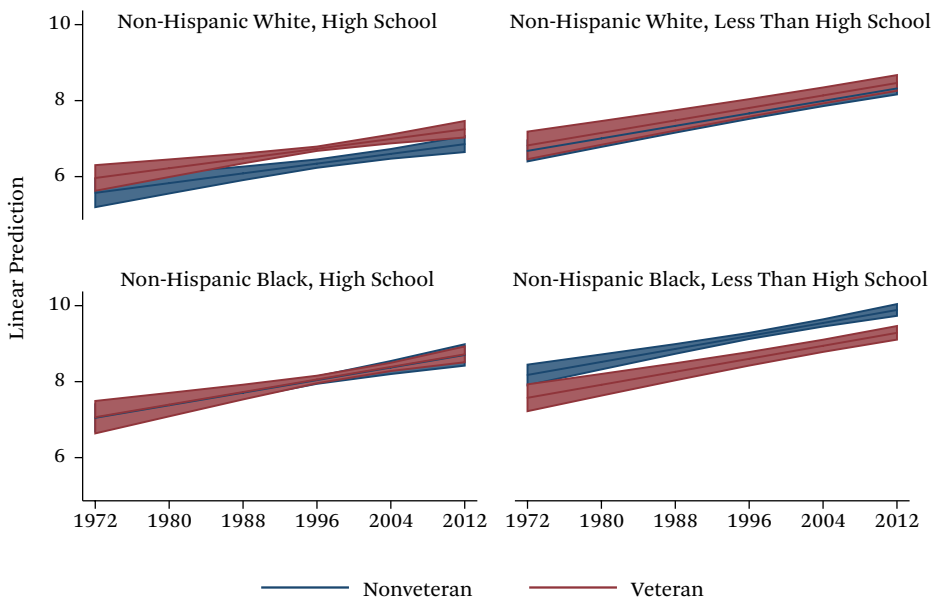 Non-Hispanic White, High School
Non-Hispanic White, Less Than High School
10
8
6
Linear Prediction
Non-Hispanic Black, High School
Non-Hispanic Black, Less Than High School
10
8
6
1972 1980 1988 1996 2004 2012
1972 1980 1988 1996 2004 2012
Nonveteran
Veteran